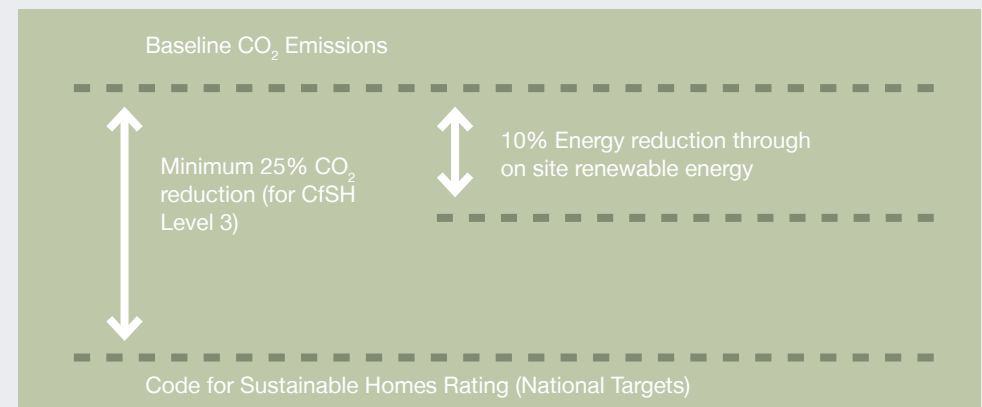 Baseline CO₂ Emissions
Minimum 25% CO₂
reduction (for CfSH
Level 3)
10% Energy reduction through
on site renewable energy
Code for Sustainable Homes Rating (National Targets)